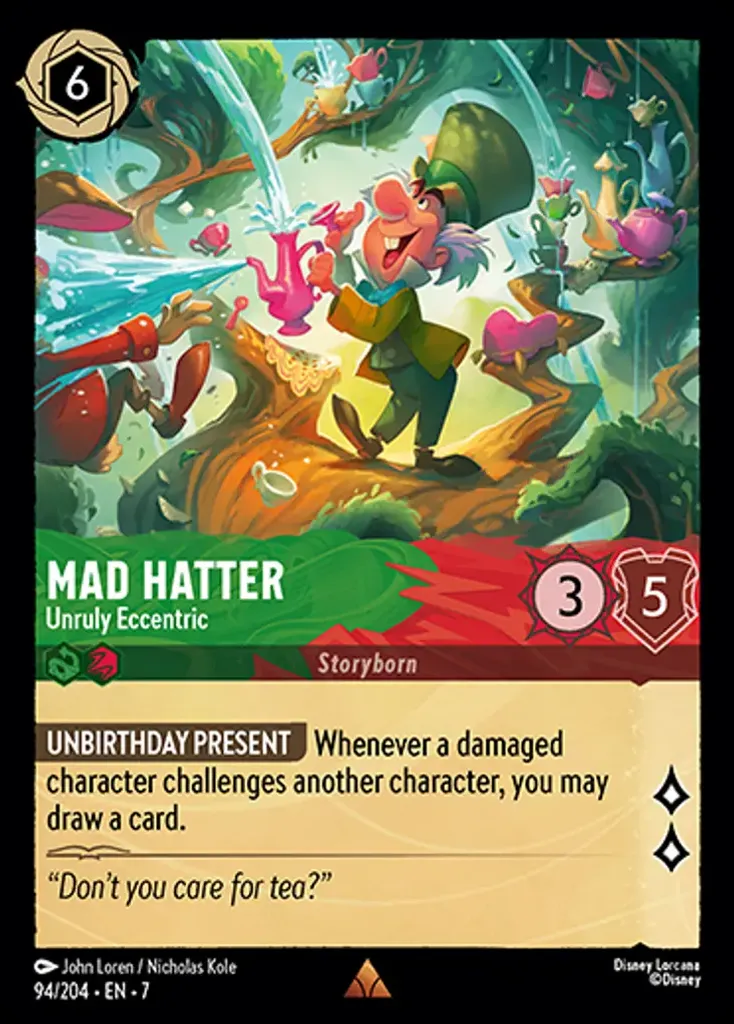 6
MAD HATTER
Unruly Eccentric
3
5
Storyborn
UNBIRTHDAY PRESENT Whenever a damaged
character challenges another character, you may
draw a card.
“Don’t you care for tea?”
John Loren / Nicholas Kole
94/204 • EN • 7
Disney Lorcana
©Disney